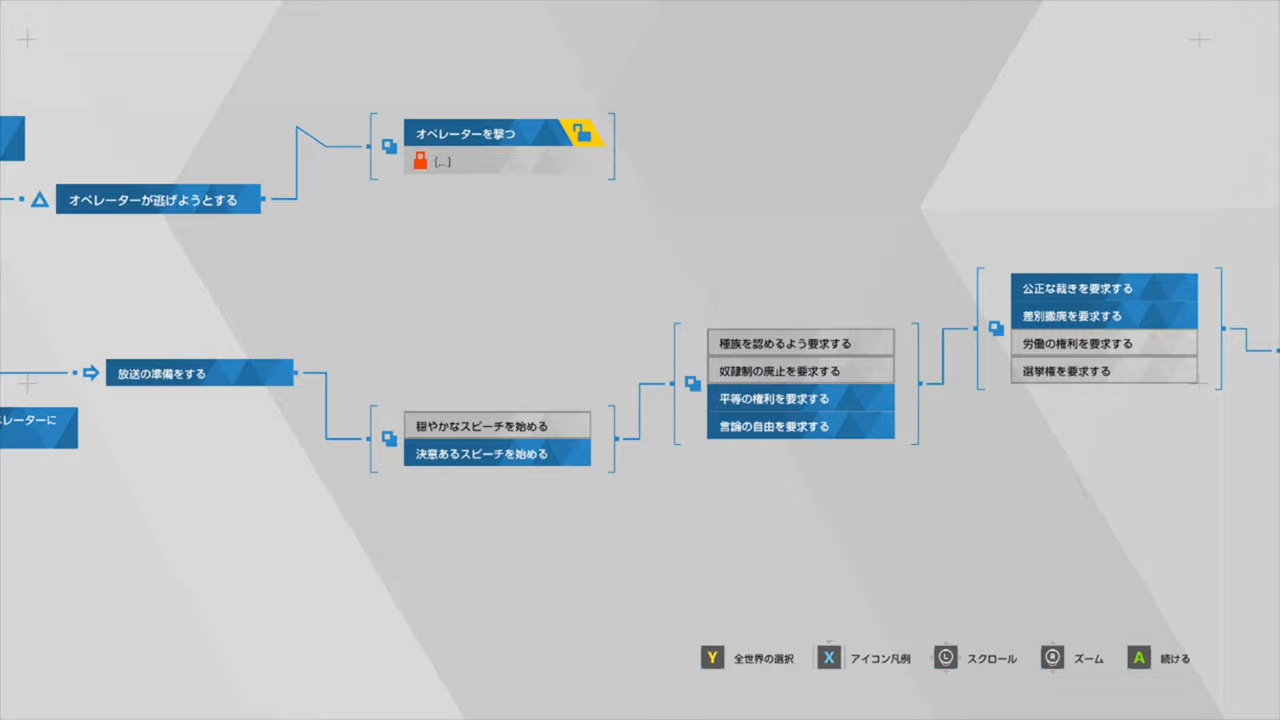 オペレーターを撃つ
(...)
オペレーターが逃げようとする
公正な裁きを要求する
差別撤廃を要求する
労働の権利を要求する
選挙権を要求する
種族を認めるよう要求する
奴隷制の廃止を要求する
平等の権利を要求する
言論の自由を要求する
放送の準備をする
ペレーターに
穏やかなスピーチを始める
決意あるスピーチを始める
Y 全世界の選択 X アイコン凡例 L スクロール R ズーム A 続ける